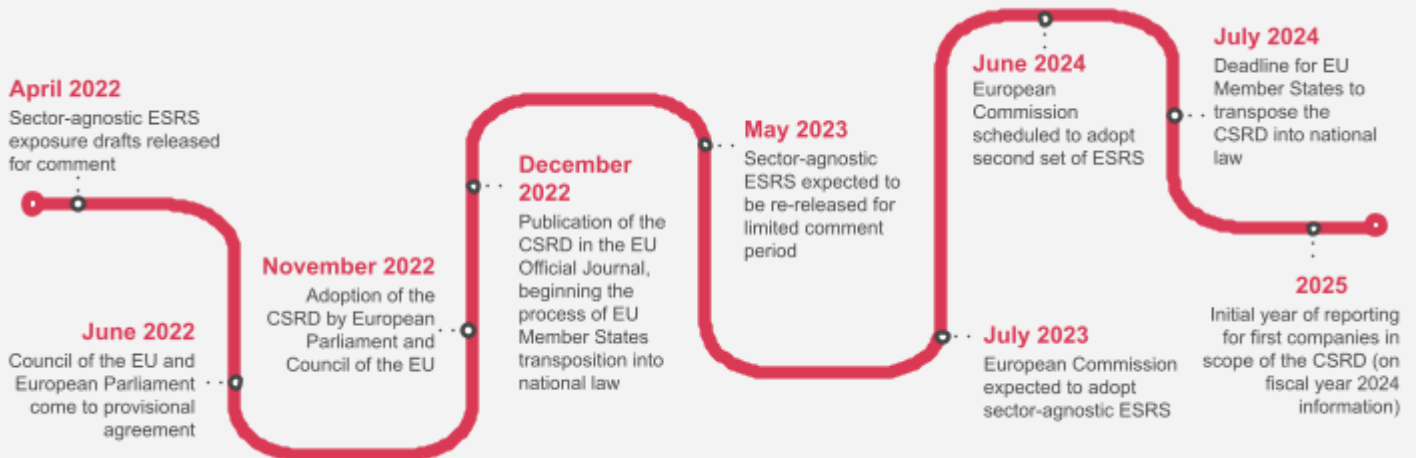 April 2022
Sector-agnostic ESRS
exposure drafts released
for comment
June 2022
Council of the EU and
European Parliament
come to provisional
agreement
November 2022
Adoption of the
CSRD by European
Parliament and
Council of the EU
December
2022
Publication of the
CSRD in the EU
Official Journal,
beginning the
process of EU
Member States
transposition into
national law
May 2023
Sector-agnostic
ESRS expected to
be re-released for
limited comment
period
July 2023
European Commission
expected to adopt
sector-agnostic ESRS
June 2024
European
Commission
scheduled to adopt
second set of ESRS
July 2024
Deadline for EU
Member States to
transpose the
CSRD into national
law
2025
Initial year of reporting
for first companies in
scope of the CSRD (on
fiscal year 2024
information)